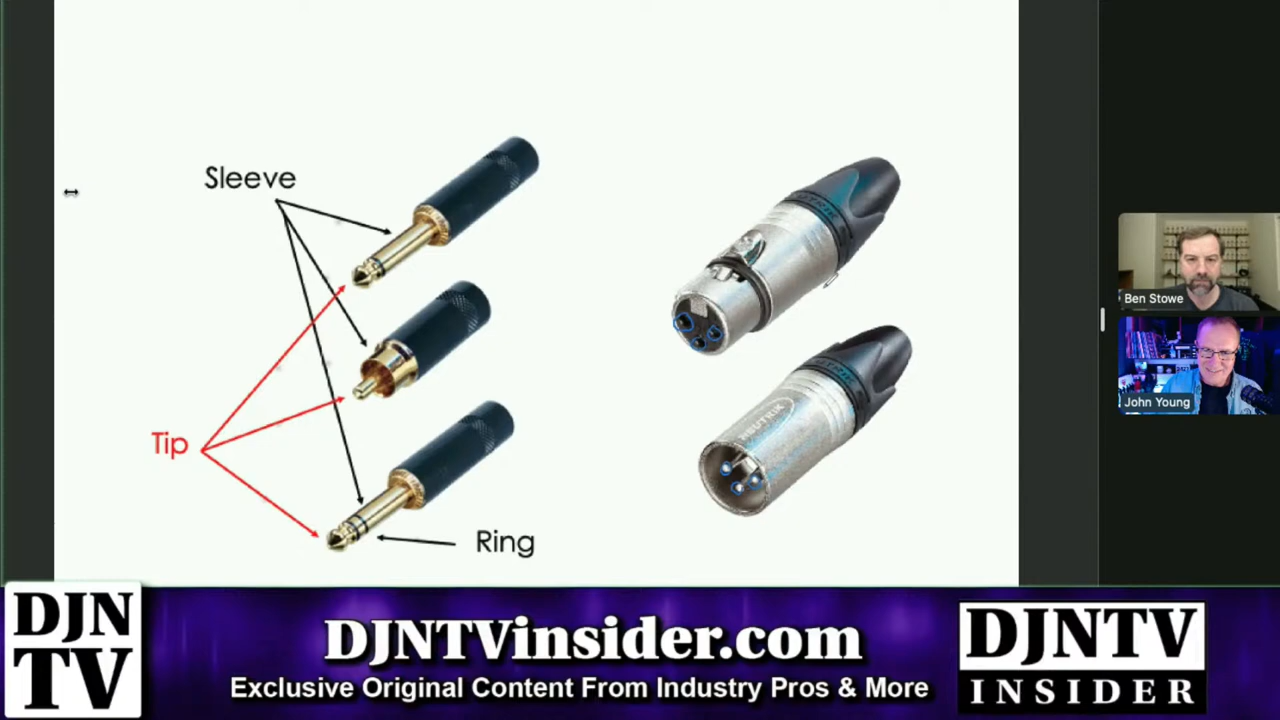 Sleeve
Tip
Ring
NEUTRIK
Ben Stowe
John Young
DJN
TV
DJNTVinsider.com
Exclusive Original Content From Industry Pros & More
DJNTV
INSIDER